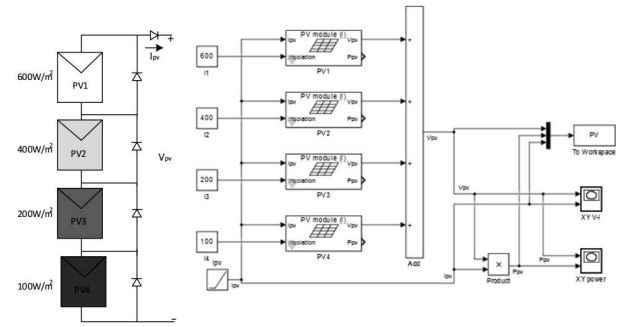 Ipv
600W/m²
PV1
400W/m²
PV2
Vpv
200W/m²
PV3
100W/m²
PV4
600
I1
Ipv
PV module (I)
Vpv
Insolation
Ppv
PV1
400
I2
Ipv
PV module (I)
Vpv
Insolation
Ppv
PV2
200
I3
Ipv
PV module (I)
Vpv
Insolation
Ppv
PV3
100
I4
Ipv
PV module (I)
Vpv
Insolation
Ppv
PV4
Ipv
Ipv
Add
Vpv
PV
To Workspace
Vpv
XY V-I
Ipv
Product
Ppv
Ppv
XY power